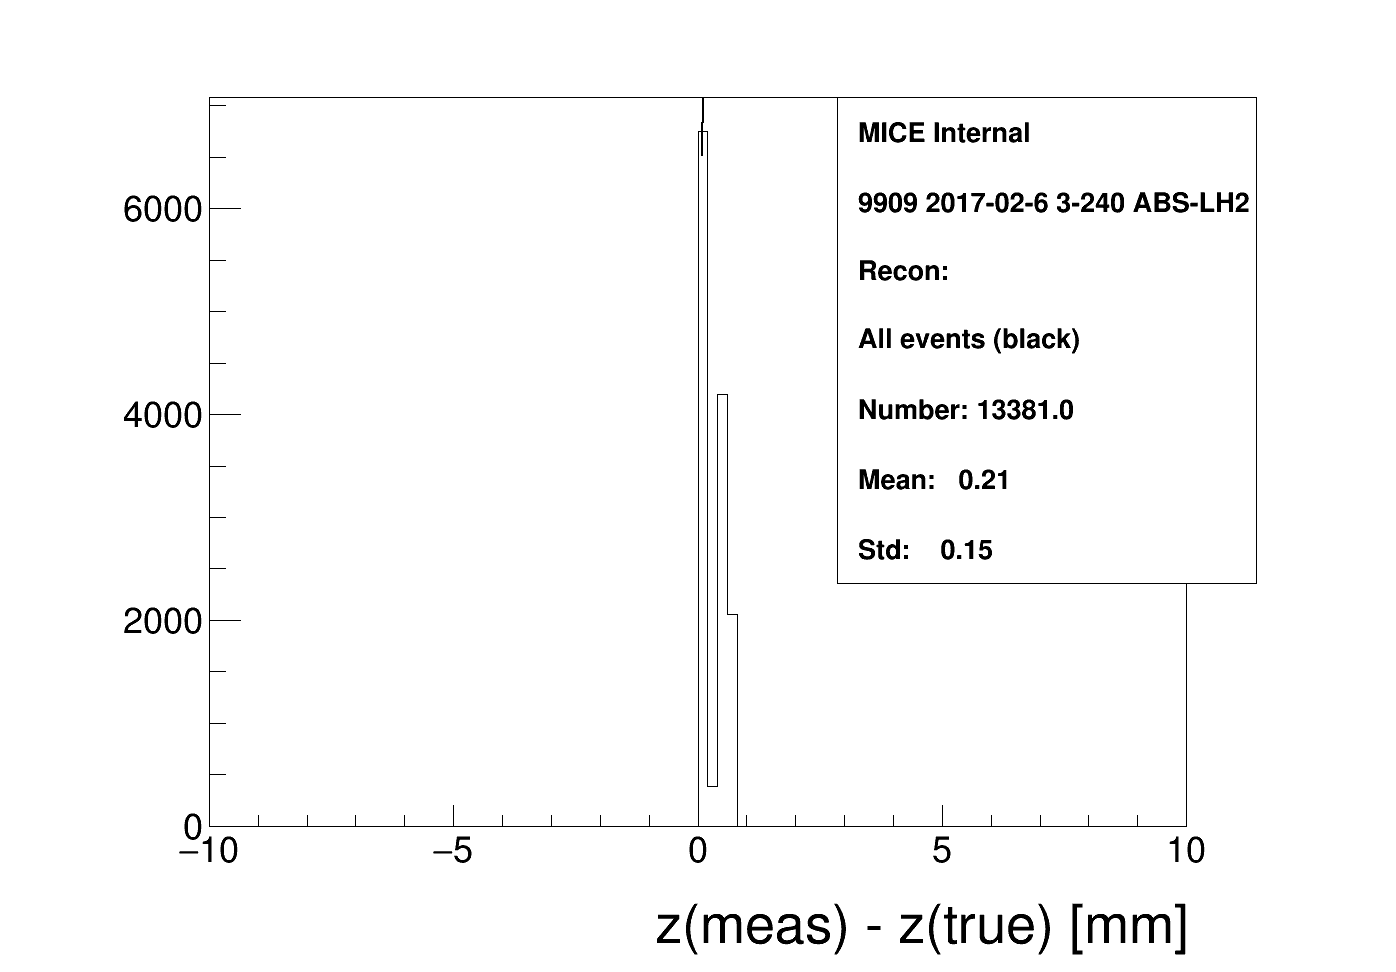 MICE Internal
9909 2017-02-6 3-240 ABS-LH2
Recon:
All events (black)
Number: 13381.0
Mean: 0.21
Std: 0.15
6000
4000
2000
0
−10 −5 0 5 10
z(meas) - z(true) [mm]